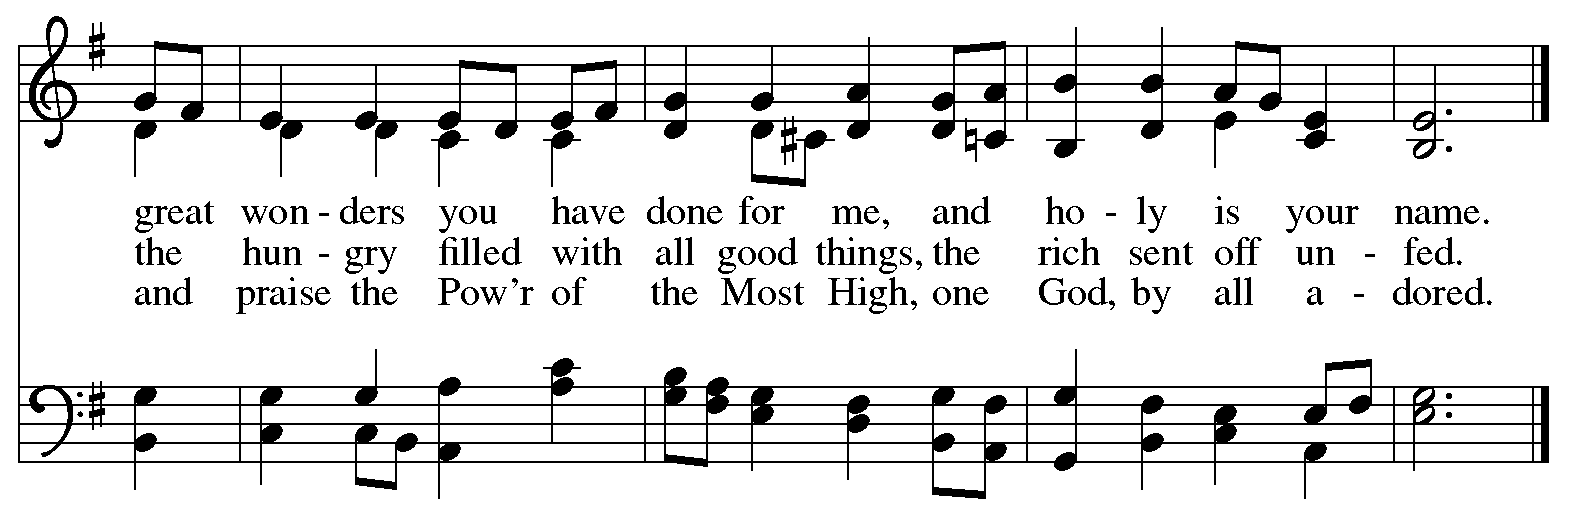 great won - ders you have done for me, and ho - ly is your name.
the hun - gry filled with all good things, the rich sent off un - fed.
and praise the Pow'r of the Most High, one God, by all a - dored.